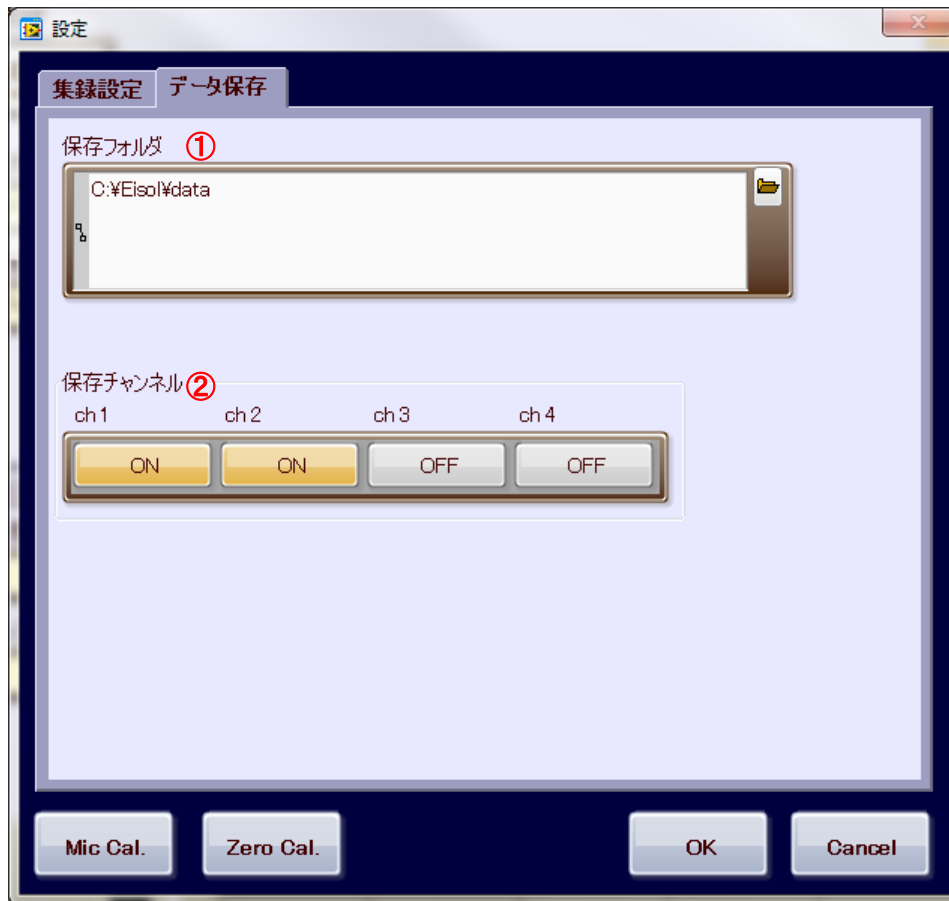 設定
集録設定 データ保存
保存フォルダ ①
C:¥Eisol¥data
保存チャンネル ②
ch 1 ch 2 ch 3 ch 4
ON ON OFF OFF
Mic Cal. Zero Cal. OK Cancel